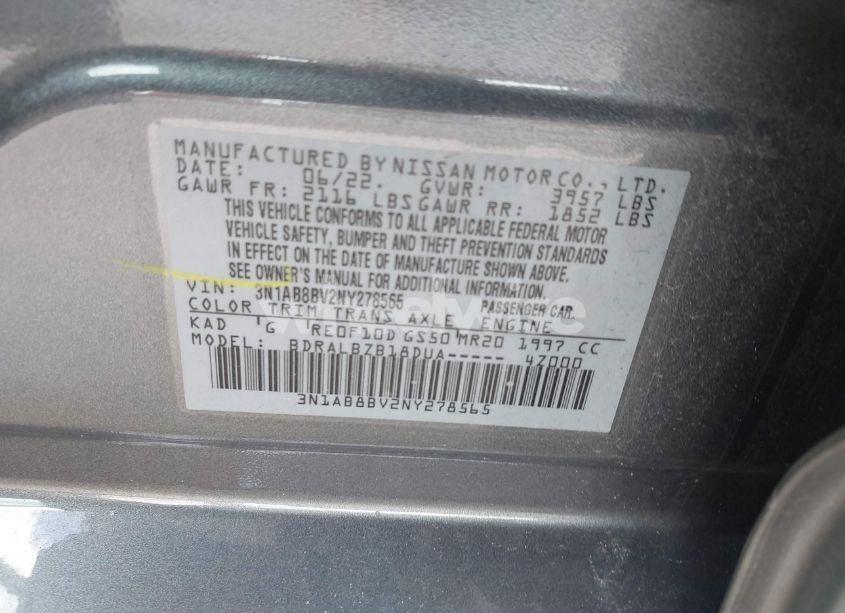 MANUFACTURED BY NISSAN MOTOR CO., LTD.
DATE: 06/22. GVWR: 3957 LBS
GAWR FR: 2116 LBS GAWR RR: 1852 LBS
THIS VEHICLE CONFORMS TO ALL APPLICABLE FEDERAL MOTOR
VEHICLE SAFETY, BUMPER AND THEFT PREVENTION STANDARDS
IN EFFECT ON THE DATE OF MANUFACTURE SHOWN ABOVE.
SEE OWNER'S MANUAL FOR ADDITIONAL INFORMATION.
VIN: 3N1AB8BV2NY278565 PASSENGER CAR.
COLOR TRIM TRANS AXLE ENGINE
KAD G RE0F10D GS50 MR20 1997 CC
MODEL: BDRALBZB18DUA----- 47000
3N1AB8BV2NY278565